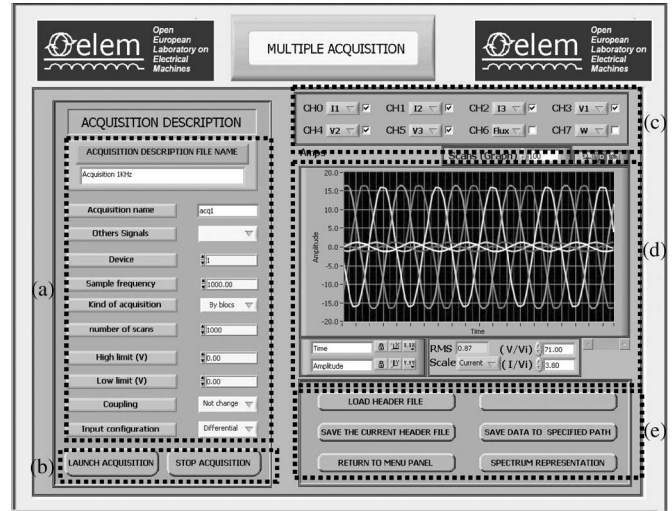 Oelem
Open
European
Laboratory on
Electrical
Machines
MULTIPLE ACQUISITION
Oelem
Open
European
Laboratory on
Electrical
Machines
ACQUISITION DESCRIPTION
ACQUISITION DESCRIPTION FILE NAME
Acquisition 1KHz
Acquisition name acq1
Others Signals
Device 1
Sample frequency 1000.00
Kind of acquisition By blocs
number of scans 1000
High limit (V) 0.00
Low limit (V) 0.00
Coupling Not change
Input configuration Differential
(a)
(b)
LAUNCH ACQUISITION STOP ACQUISITION
CH0 I1 CH1 I2 CH2 I3 CH3 V1
CH4 V2 CH5 V3 CH6 Flux CH7 W
(c)
Amps Scans (Graph) 100
20.0
15.0
10.0
5.0
0.0
-5.0
-10.0
-15.0
-20.0
Amplitude
Time
(d)
Time
Amplitude
RMS 0.87 (V/Vi) 71.00
Scale Current (I/Vi) 3.80
LOAD HEADER FILE
SAVE THE CURRENT HEADER FILE SAVE DATA TO SPECIFIED PATH
RETURN TO MENU PANEL SPECTRUM REPRESENTATION
(e)